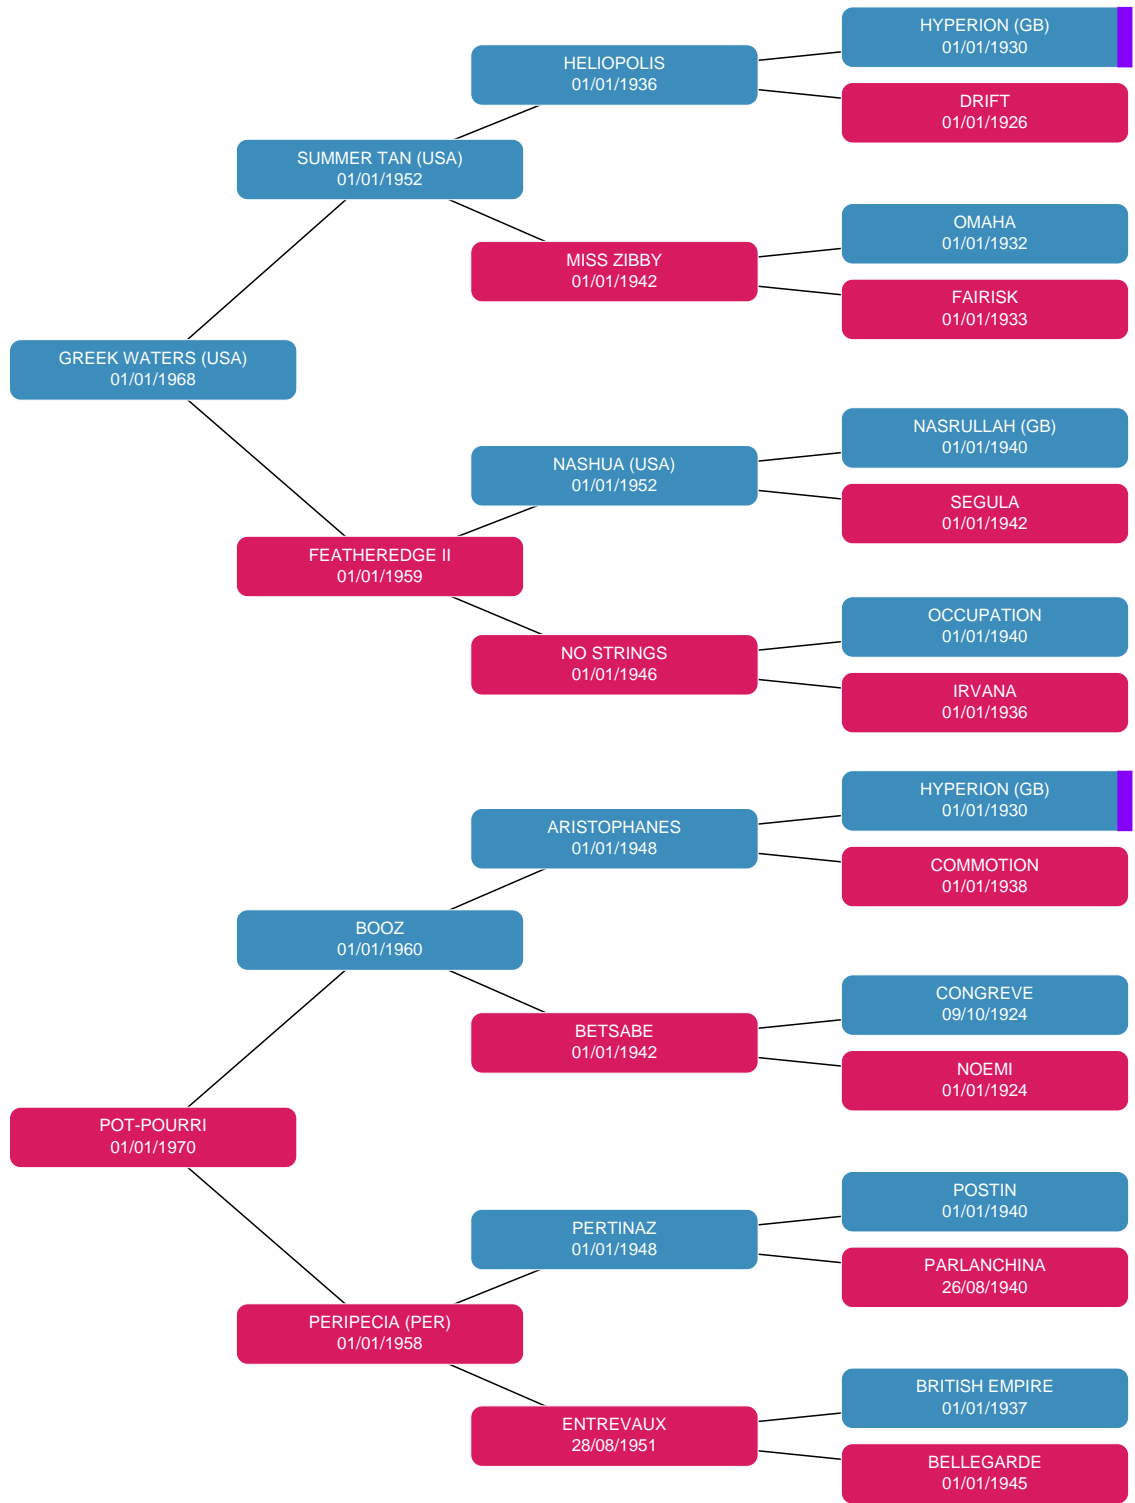 HYPERION (GB)
01/01/1930
HELIOPOLIS
01/01/1936
DRIFT
01/01/1926
SUMMER TAN (USA)
01/01/1952
OMAHA
01/01/1932
MISS ZIBBY
01/01/1942
FAIRISK
01/01/1933
GREEK WATERS (USA)
01/01/1968
NASRULLAH (GB)
01/01/1940
NASHUA (USA)
01/01/1952
SEGULA
01/01/1942
FEATHEREDGE II
01/01/1959
OCCUPATION
01/01/1940
NO STRINGS
01/01/1946
IRVANA
01/01/1936
HYPERION (GB)
01/01/1930
ARISTOPHANES
01/01/1948
COMMOTION
01/01/1938
BOOZ
01/01/1960
CONGREVE
09/10/1924
BETSABE
01/01/1942
NOEMI
01/01/1924
POT-POURRI
01/01/1970
POSTIN
01/01/1940
PERTINAZ
01/01/1948
PARLANCHINA
26/08/1940
PERIPECIA (PER)
01/01/1958
BRITISH EMPIRE
01/01/1937
ENTREVAUX
28/08/1951
BELLEGARDE
01/01/1945